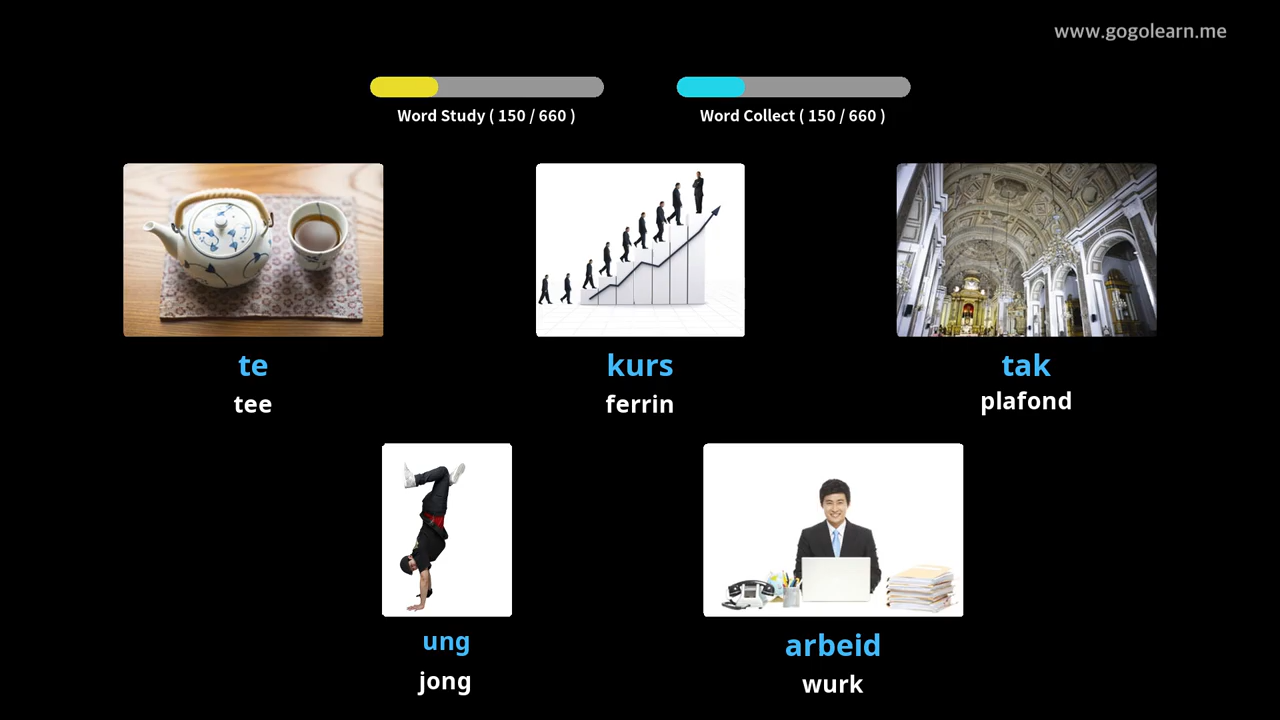 www.gogolearn.me
Word Study ( 150 / 660 )
Word Collect ( 150 / 660 )
te
tee
kurs
ferrin
tak
plafond
ung
jong
arbeid
wurk